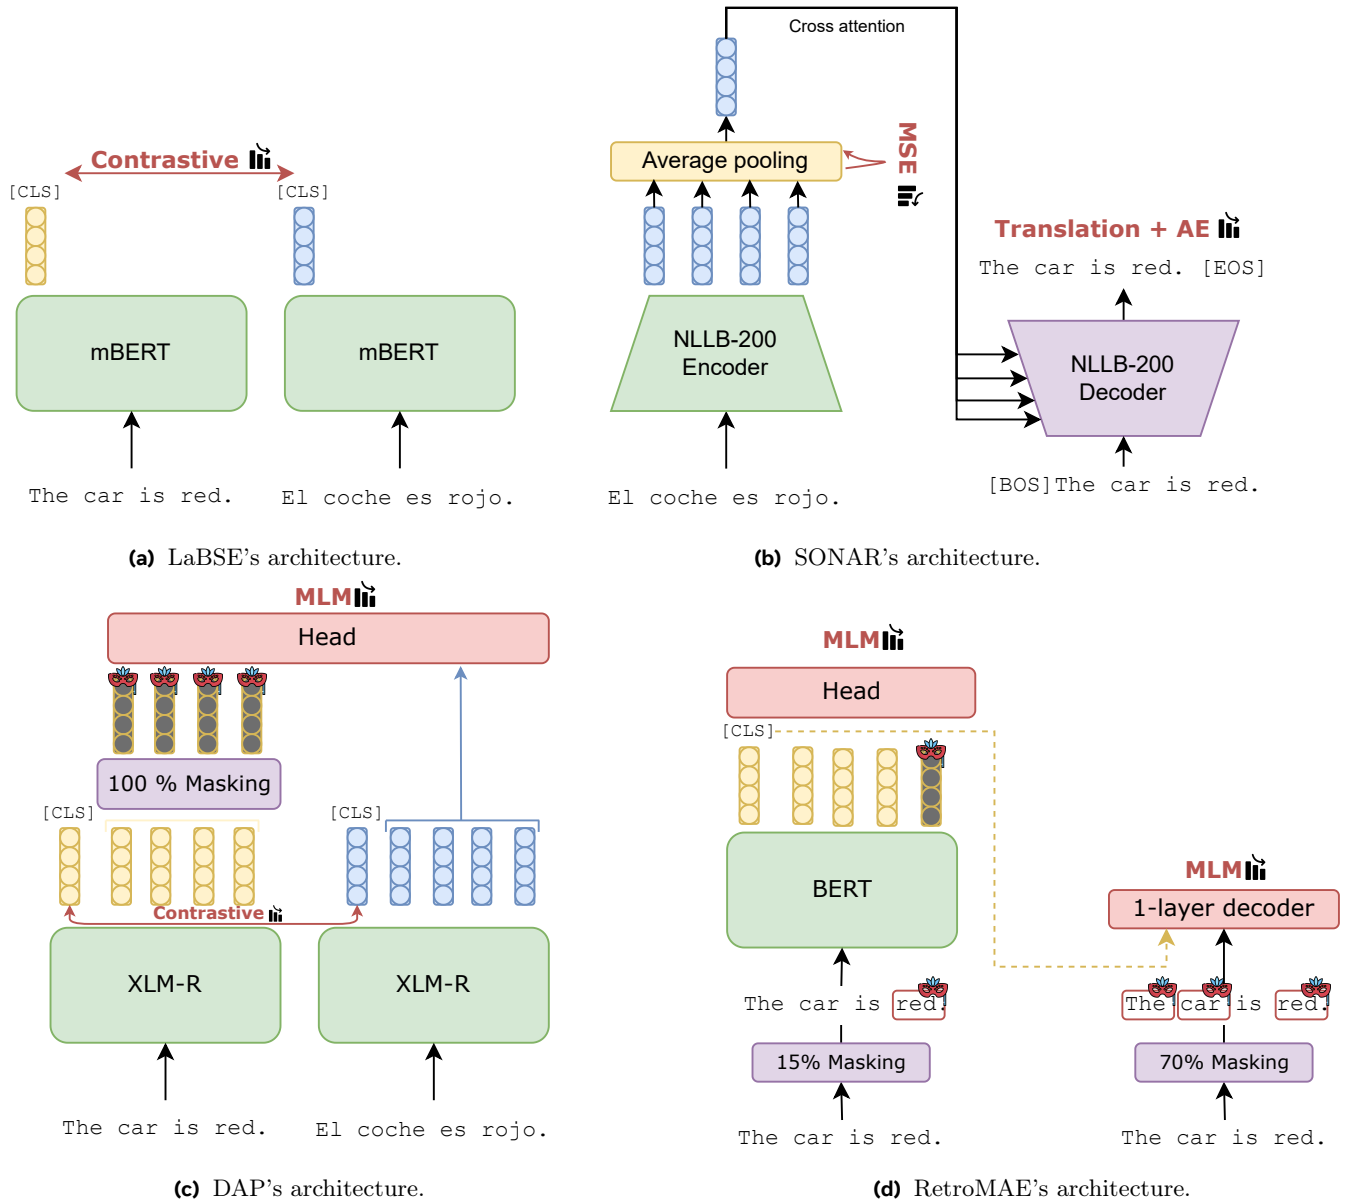 Contrastive
[CLS]
[CLS]
mBERT
mBERT
The car is red.
El coche es rojo.
(a) LaBSE's architecture.
Cross attention
Average pooling
MSE
NLLB-200
Encoder
El coche es rojo.
Translation + AE
The car is red. [EOS]
NLLB-200
Decoder
[BOS]The car is red.
(b) SONAR's architecture.
MLM
Head
100 % Masking
[CLS]
[CLS]
Contrastive
XLM-R
XLM-R
The car is red.
El coche es rojo.
(c) DAP's architecture.
MLM
Head
[CLS]
BERT
The car is red.
15% Masking
The car is red.
MLM
1-layer decoder
The car is red.
70% Masking
The car is red.
(d) RetroMAE's architecture.